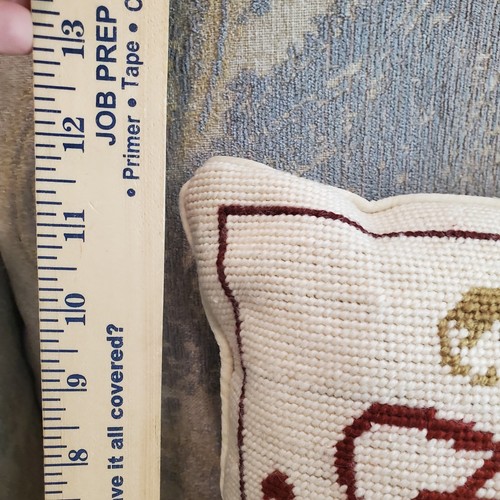 JOB PREP
• Primer • Tape • C
ve it all covered?
13
12
11
10
9
8